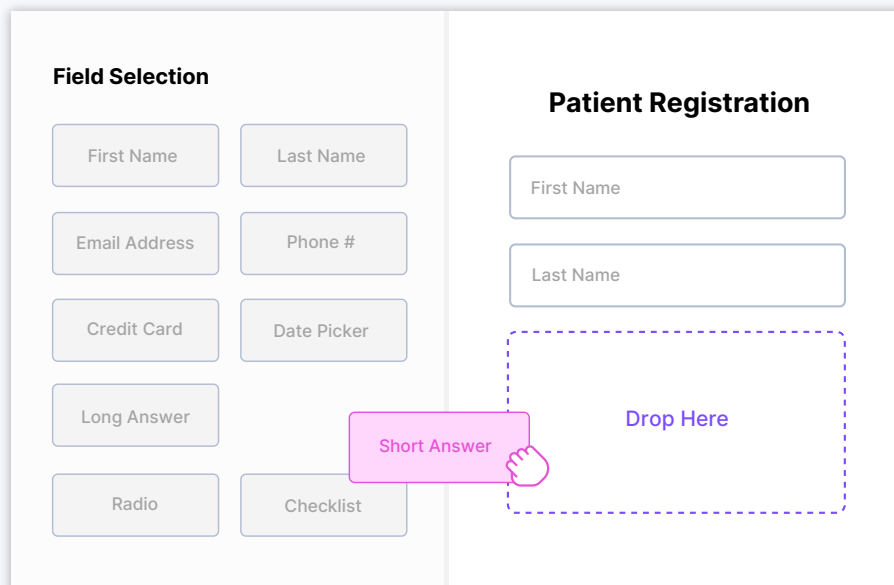 Field Selection
First Name
Last Name
Email Address
Phone #
Credit Card
Date Picker
Long Answer
Short Answer
Radio
Checklist
Patient Registration
First Name
Last Name
Drop Here